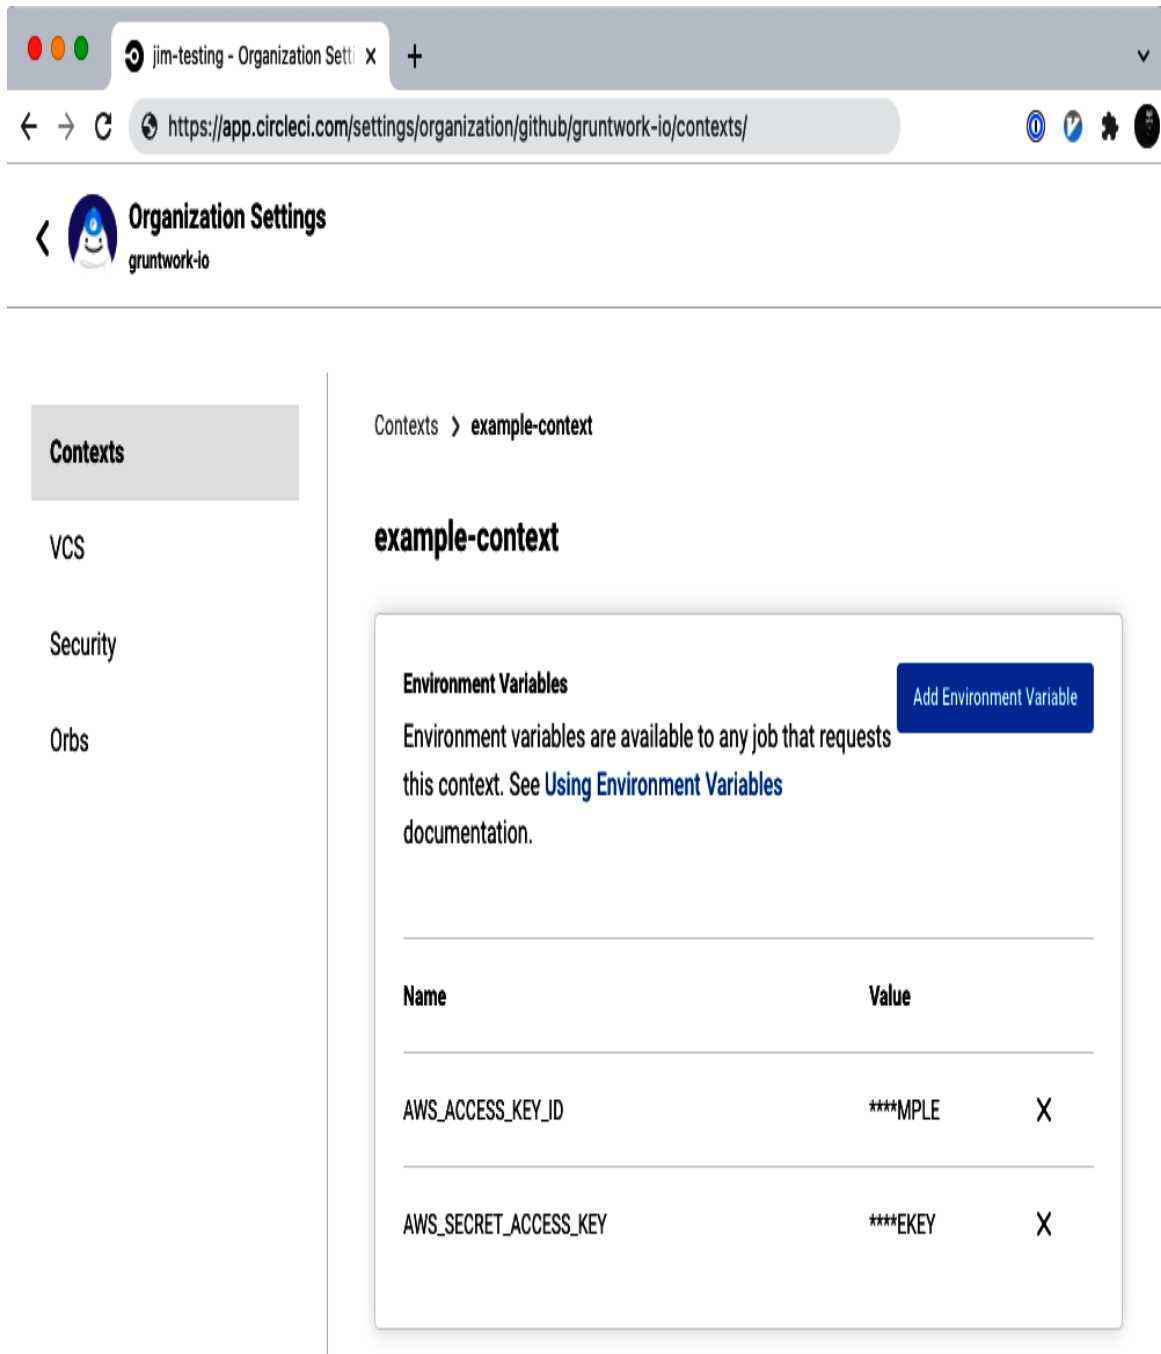 jim-testing - Organization Setti
https://app.circleci.com/settings/organization/github/gruntwork-io/contexts/
Organization Settings
gruntwork-io
Contexts
VCS
Security
Orbs
Contexts > example-context
example-context
Environment Variables
Add Environment Variable
Environment variables are available to any job that requests
this context. See Using Environment Variables
documentation.
Name Value
AWS_ACCESS_KEY_ID ****MPLE X
AWS_SECRET_ACCESS_KEY ****EKEY X